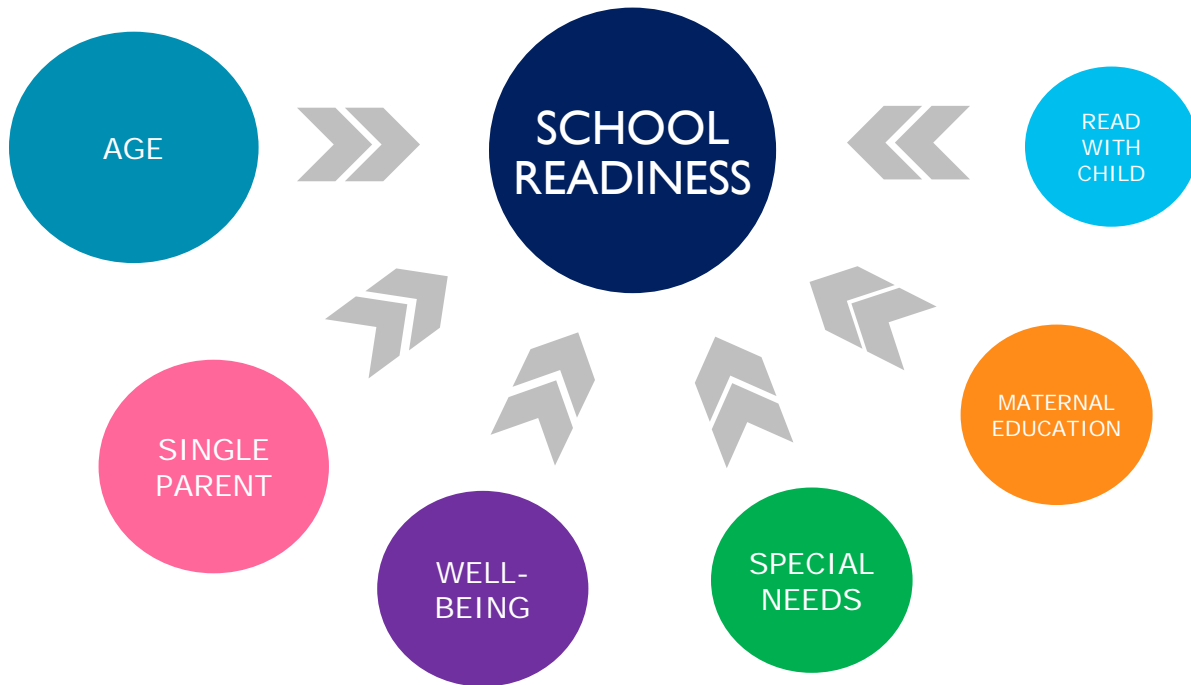 AGE
SCHOOL
READINESS
READ
WITH
CHILD
SINGLE
PARENT
WELL-
BEING
SPECIAL
NEEDS
MATERNAL
EDUCATION